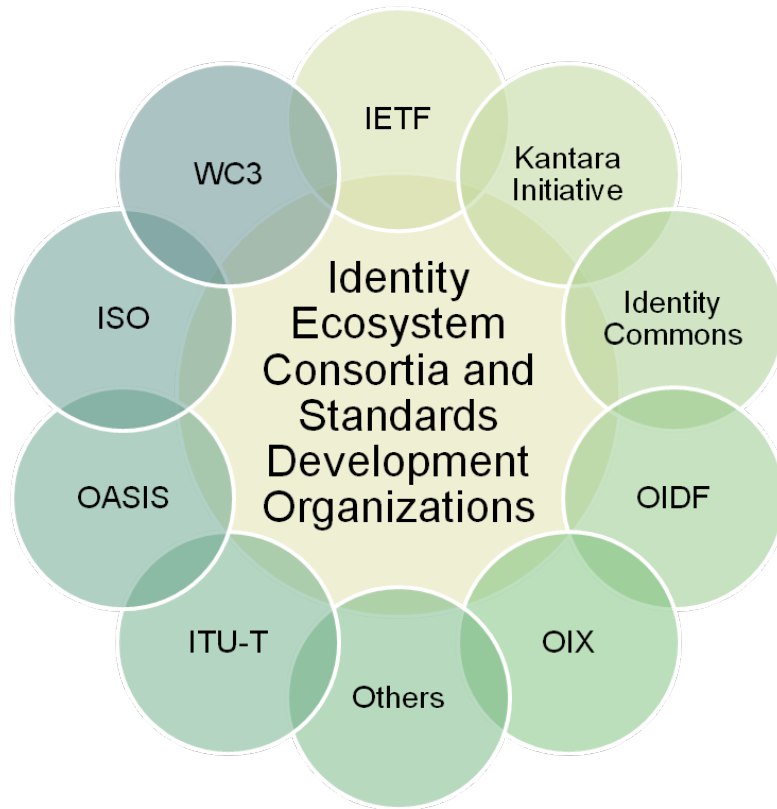 IETF
Kantara
Initiative
Identity
Commons
OIDF
OIX
Others
ITU-T
OASIS
ISO
WC3
Identity
Ecosystem
Consortia and
Standards
Development
Organizations